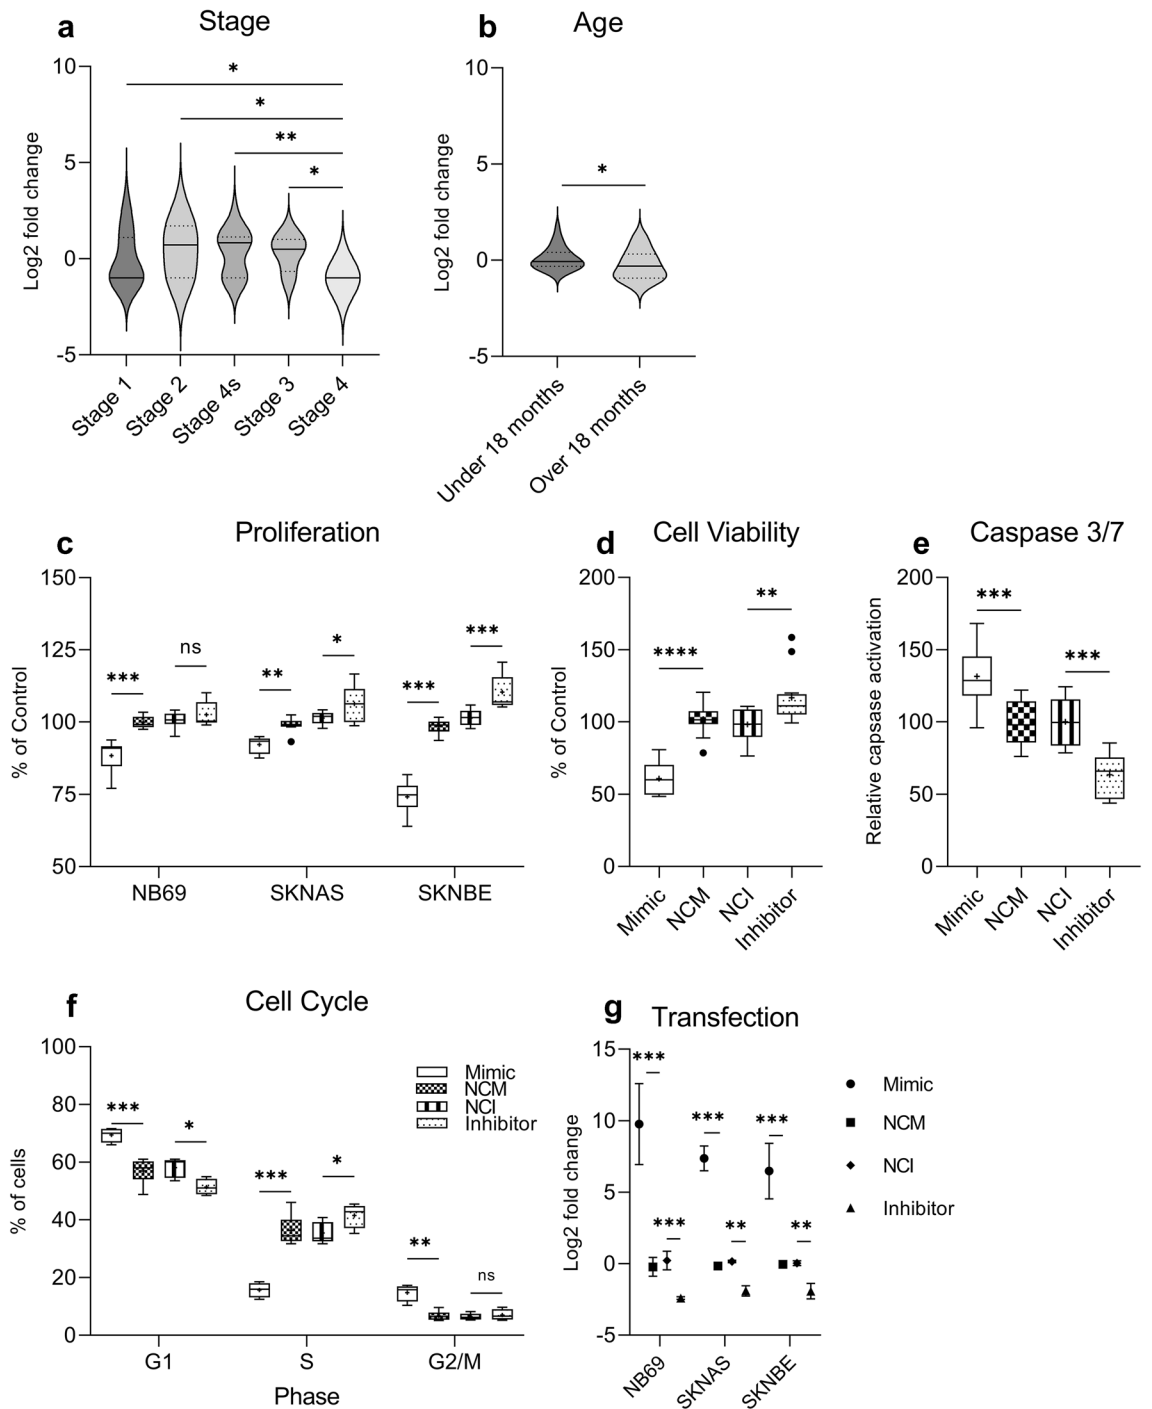 a Stage
Log2 fold change
10
5
0
-5
*
*
**
*
Stage 1
Stage 2
Stage 4s
Stage 3
Stage 4
b Age
Log2 fold change
10
5
0
-5
*
Under 18 months
Over 18 months
c Proliferation
% of Control
150
125
100
75
50
*** ns ** * *** ***
NB69 SKNAS SKNBE
d Cell Viability
% of Control
200
150
100
50
0
**** **
Mimic
NCM
NCI
Inhibitor
e Caspase 3/7
Relative capsase activation
200
150
100
50
0
*** ***
Mimic
NCM
NCI
Inhibitor
f Cell Cycle
% of cells
100
80
60
40
20
0
Mimic
NCM
NCI
Inhibitor
*** * *** * ** ns
G1 S G2/M
Phase
g Transfection
Log2 fold change
15
10
5
0
-5
*** *** ***
*** ** **
NB69
SKNAS
SKNBE
Mimic
NCM
NCI
Inhibitor